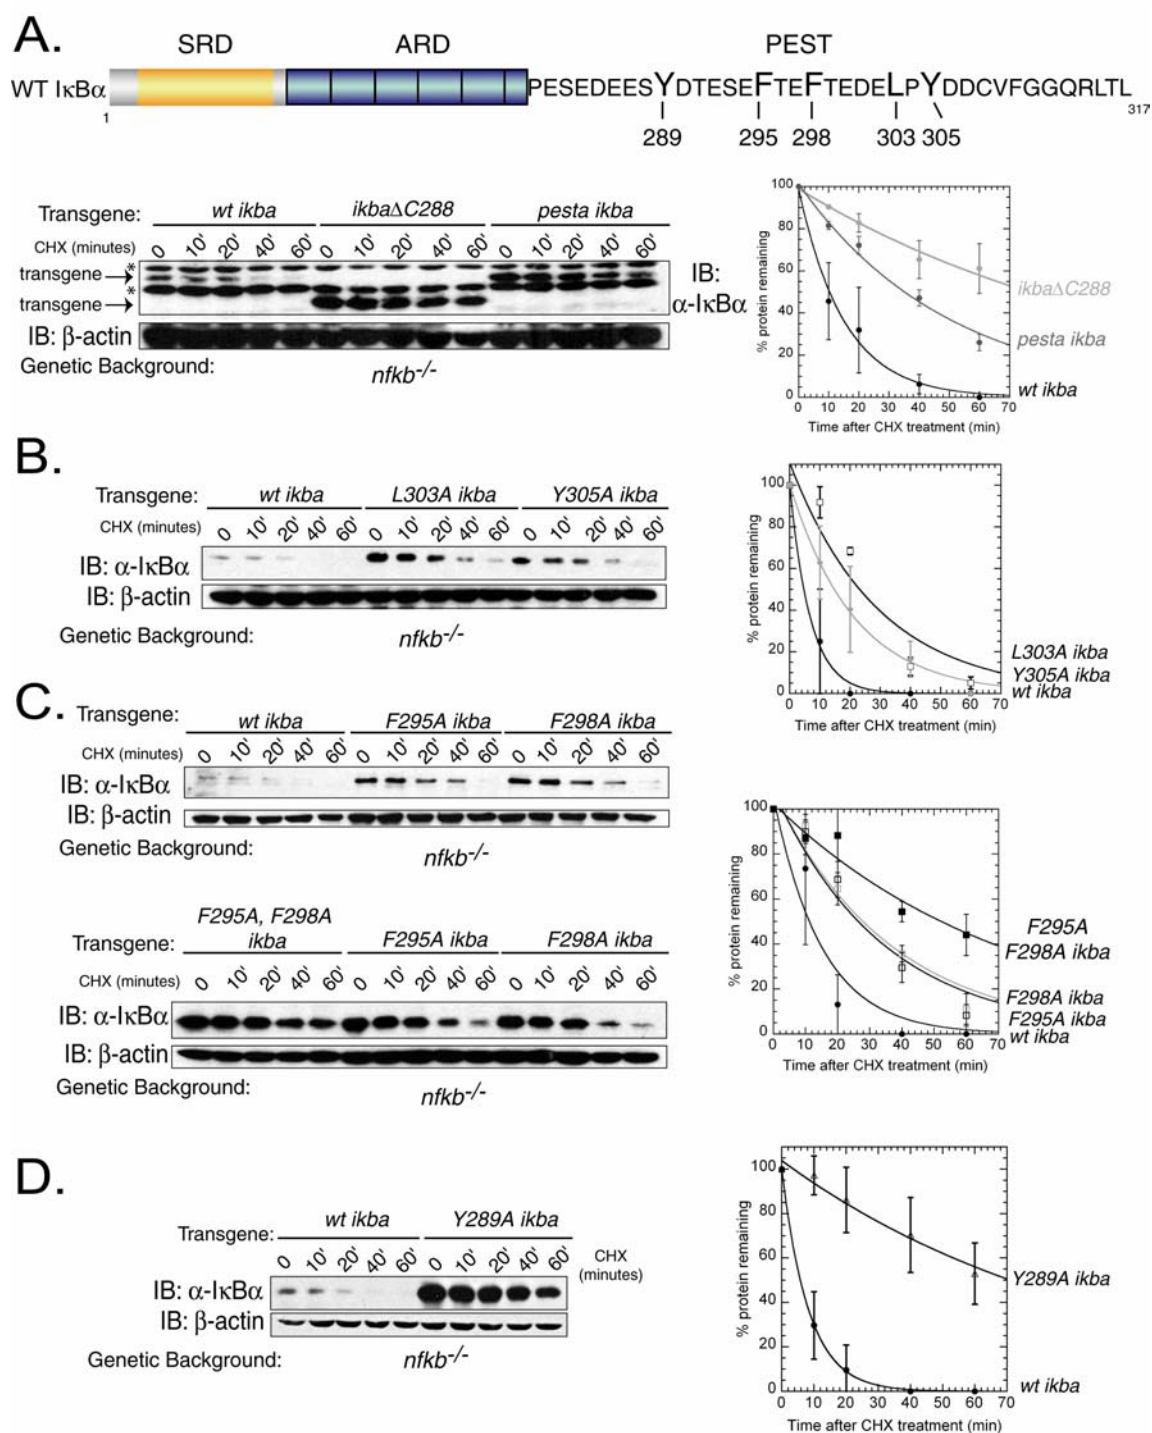 A.
SRD ARD PEST
WT IκBα PESEDEESYDTESEFTEFTEDELPYDDCVFGGQRLTL
1 317
289 295 298 303 305
Transgene: wt ikba ikbaΔC288 pesta ikba
CHX (minutes) 0 10' 20' 40' 60' 0 10' 20' 40' 60' 0 10' 20' 40' 60'
*
transgene
*
transgene
IB: α-IκBα
IB: β-actin
Genetic Background: nfkb-/-
100
80
60
40
20
0
0 10 20 30 40 50 60 70
% protein remaining
Time after CHX treatment (min)
ikbaΔC288
pesta ikba
wt ikba
B.
Transgene: wt ikba L303A ikba Y305A ikba
CHX (minutes) 0 10' 20' 40' 60' 0 10' 20' 40' 60' 0 10' 20' 40' 60'
IB: α-IκBα
IB: β-actin
Genetic Background: nfkb-/-
100
80
60
40
20
0
0 10 20 30 40 50 60 70
% protein remaining
Time after CHX treatment (min)
L303A ikba
Y305A ikba
wt ikba
C.
Transgene: wt ikba F295A ikba F298A ikba
CHX (minutes) 0 10' 20' 40' 60' 0 10' 20' 40' 60' 0 10' 20' 40' 60'
IB: α-IκBα
IB: β-actin
Genetic Background: nfkb-/-
F295A, F298A
ikba
Transgene: F295A ikba F298A ikba
CHX (minutes) 0 10' 20' 40' 60' 0 10' 20' 40' 60' 0 10' 20' 40' 60'
IB: α-IκBα
IB: β-actin
Genetic Background: nfkb-/-
100
80
60
40
20
0
0 10 20 30 40 50 60 70
% protein remaining
Time after CHX treatment (min)
F295A
F298A ikba
F298A ikba
F295A ikba
wt ikba
D.
Transgene: wt ikba Y289A ikba
0 10' 20' 40' 60' 0 10' 20' 40' 60' CHX
(minutes)
IB: α-IκBα
IB: β-actin
Genetic Background: nfkb-/-
100
80
60
40
20
0
0 10 20 30 40 50 60 70
% protein remaining
Time after CHX treatment (min)
Y289A ikba
wt ikba